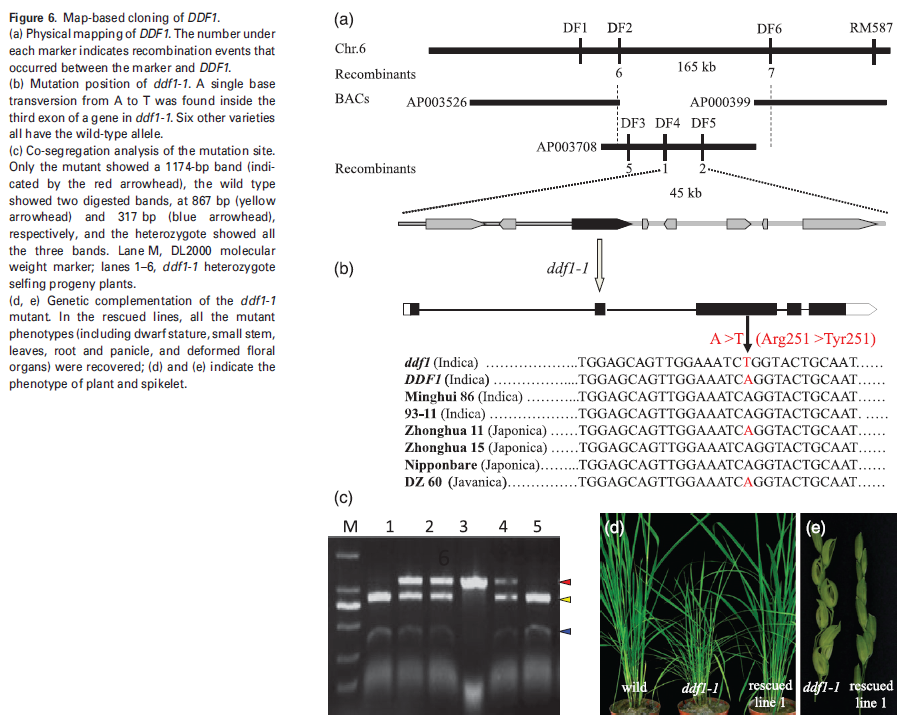 Figure 6. Map-based cloning of DDF1.
(a) Physical mapping of DDF1. The number under
each marker indicates recombination events that
occurred between the marker and DDF1.
(b) Mutation position of ddf1-1. A single base
transversion from A to T was found inside the
third exon of a gene in ddf1-1. Six other varieties
all have the wild-type allele.
(c) Co-segregation analysis of the mutation site.
Only the mutant showed a 1174-bp band (indi-
cated by the red arrowhead), the wild type
showed two digested bands, at 867 bp (yellow
arrowhead) and 317 bp (blue arrowhead),
respectively, and the heterozygote showed all
the three bands. Lane M, DL2000 molecular
weight marker; lanes 1–6, ddf1-1 heterozygote
selfing progeny plants.
(d, e) Genetic complementation of the ddf1-1
mutant. In the rescued lines, all the mutant
phenotypes (including dwarf stature, small stem,
leaves, root and panicle, and deformed floral
organs) were recovered; (d) and (e) indicate the
phenotype of plant and spikelet.
(a)
DF1 DF2 DF6 RM587
Chr.6
165 kb
Recombinants 6 7
BACs AP003526 AP000399
DF3 DF4 DF5
AP003708
Recombinants 5 1 2
45 kb
ddf1-1
(b)
A >T (Arg251 >Tyr251)
ddf1 (Indica) ………………...TGGAGCAGTTGGAAATCTGGTACTGCAAT……
DDF1 (Indica) ………………...TGGAGCAGTTGGAAATCAGGTACTGCAAT……
Minghui 86 (Indica) ………...TGGAGCAGTTGGAAATCAGGTACTGCAAT……
93-11 (Indica) ………………...TGGAGCAGTTGGAAATCAGGTACTGCAAT…. ……
Zhonghua 11 (Japonica) ……TGGAGCAGTTGGAAATCAGGTACTGCAAT……
Zhonghua 15 (Japonica) ……TGGAGCAGTTGGAAATCAGGTACTGCAAT……
Nipponbare (Japonica)……...TGGAGCAGTTGGAAATCAGGTACTGCAAT……
DZ 60 (Javanica)……………TGGAGCAGTTGGAAATCAGGTACTGCAAT……
(c)
M 1 2 3 4 5
6
(d)
wild ddf1-1 rescued
line 1
(e)
ddf1-1 rescued
line 1